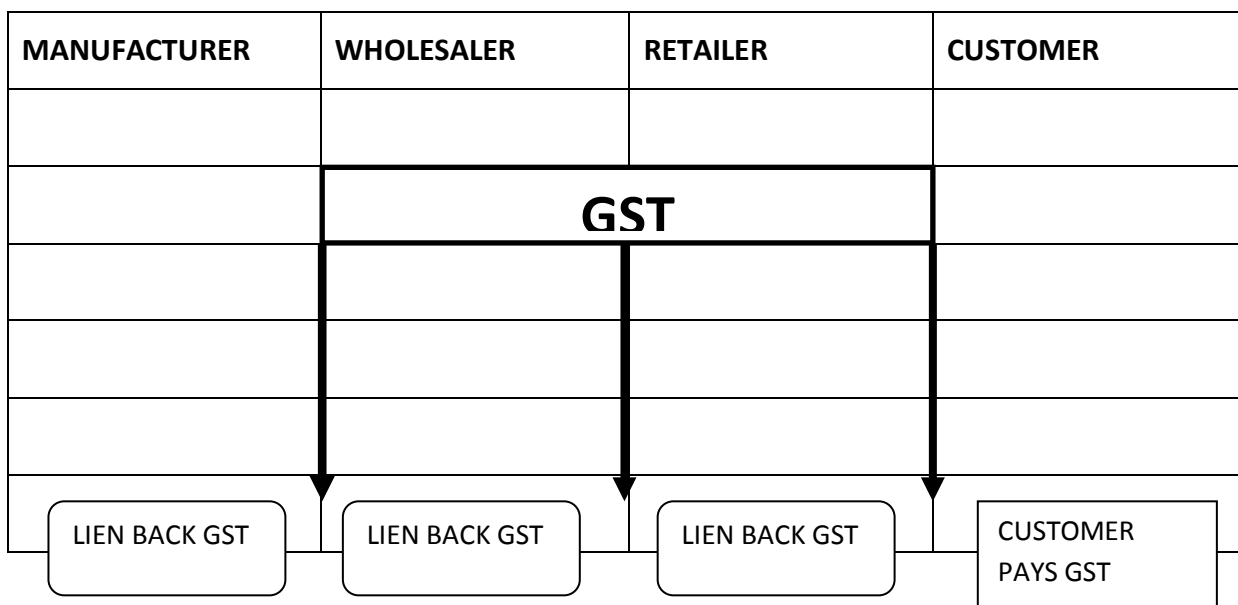 MANUFACTURER WHOLESALER RETAILER CUSTOMER
GST
LIEN BACK GST LIEN BACK GST LIEN BACK GST CUSTOMER
PAYS GST